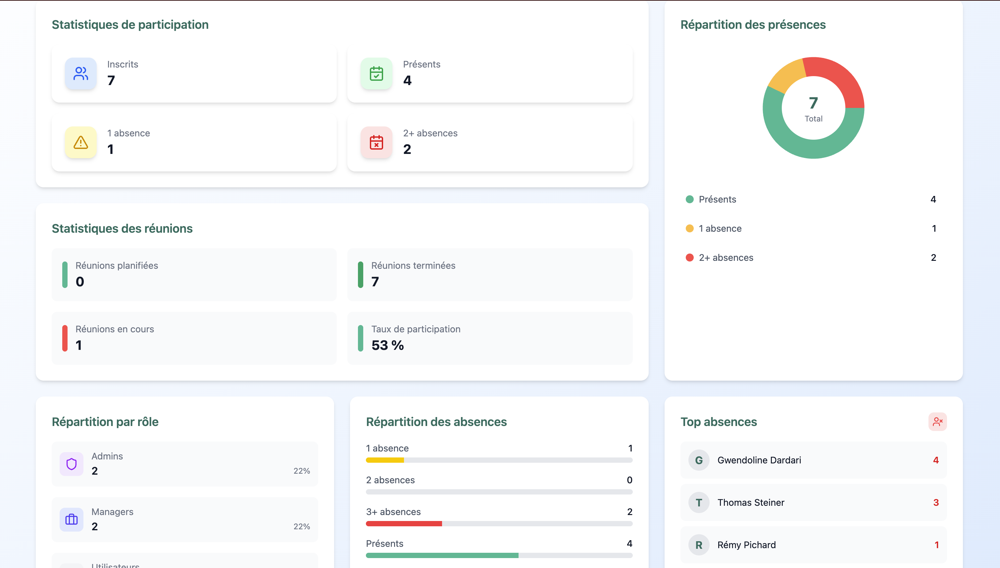 Statistiques de participation
Inscrits
7
Présents
4
1 absence
1
2+ absences
2
Répartition des présences
7
Total
Présents 4
1 absence 1
2+ absences 2
Statistiques des réunions
Réunions planifiées
0
Réunions terminées
7
Réunions en cours
1
Taux de participation
53 %
Répartition par rôle
Admins
2 22%
Managers
2 22%
Utilisateurs
Répartition des absences
1 absence 1
2 absences 0
3+ absences 2
Présents 4
Top absences
G Gwendoline Dardari 4
T Thomas Steiner 3
R Rémy Pichard 1